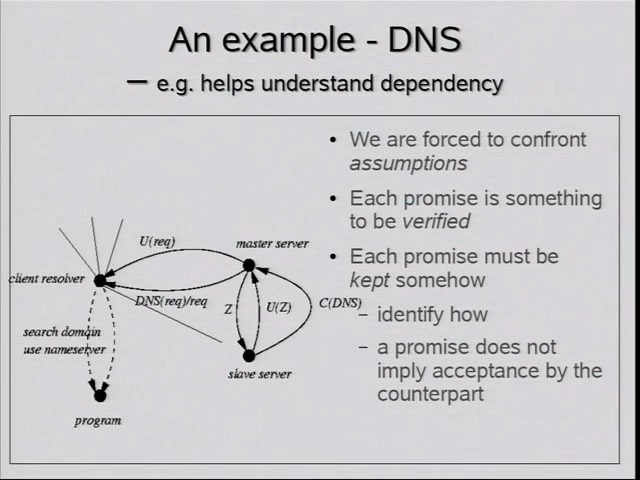 An example - DNS
– e.g. helps understand dependency
• We are forced to confront
assumptions
• Each promise is something
to be verified
• Each promise must be
kept somehow
– identify how
– a promise does not
imply acceptance by the
counterpart
U(req)
master server
client resolver
DNS(req)/req
Z
U(Z)
C(DNS)
search domain
use nameserver
slave server
program